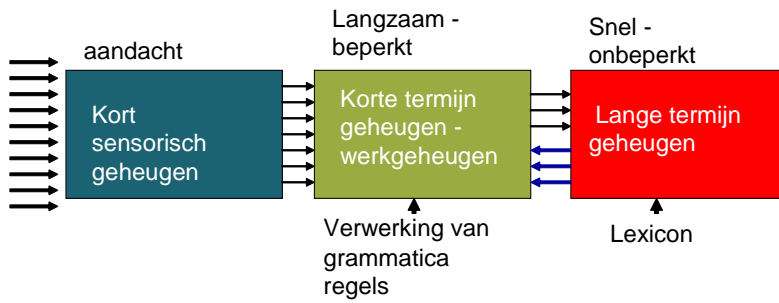 aandacht
Langzaam -
beperkt
Snel -
onbeperkt
Kort
sensorisch
geheugen
Korte termijn
geheugen -
werkgeheugen
Lange termijn
geheugen
Verwerking van
grammatica
regels
Lexicon